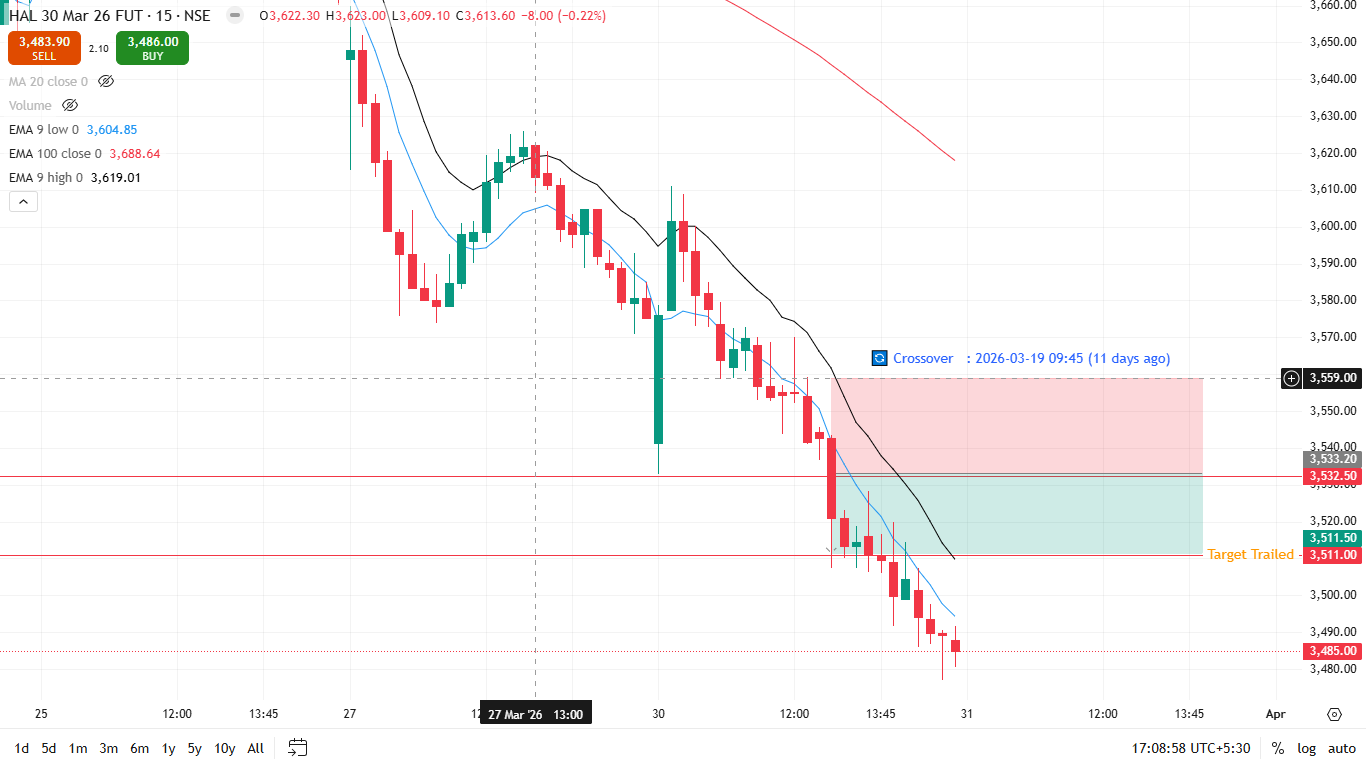 HAL 30 Mar 26 FUT · 15 · NSE O3,622.30 H3,623.00 L3,609.10 C3,613.60 −8.00 (−0.22%)
3,483.90 SELL 2.10 3,486.00 BUY
MA 20 close 0
Volume
EMA 9 low 0 3,604.85
EMA 100 close 0 3,688.64
EMA 9 high 0 3,619.01
3,660.00
3,650.00
3,640.00
3,630.00
3,620.00
3,610.00
3,600.00
3,590.00
3,580.00
3,570.00
Crossover : 2026-03-19 09:45 (11 days ago)
3,559.00
3,550.00
3,540.00
3,533.20
3,532.50
3,530.00
3,520.00
3,511.50
Target Trailed 3,511.00
3,500.00
3,490.00
3,485.00
3,480.00
25 12:00 13:45 27 12 27 Mar '26 13:00 30 12:00 13:45 31 12:00 13:45 Apr
1d 5d 1m 3m 6m 1y 5y 10y All 17:08:58 UTC+5:30 % log auto